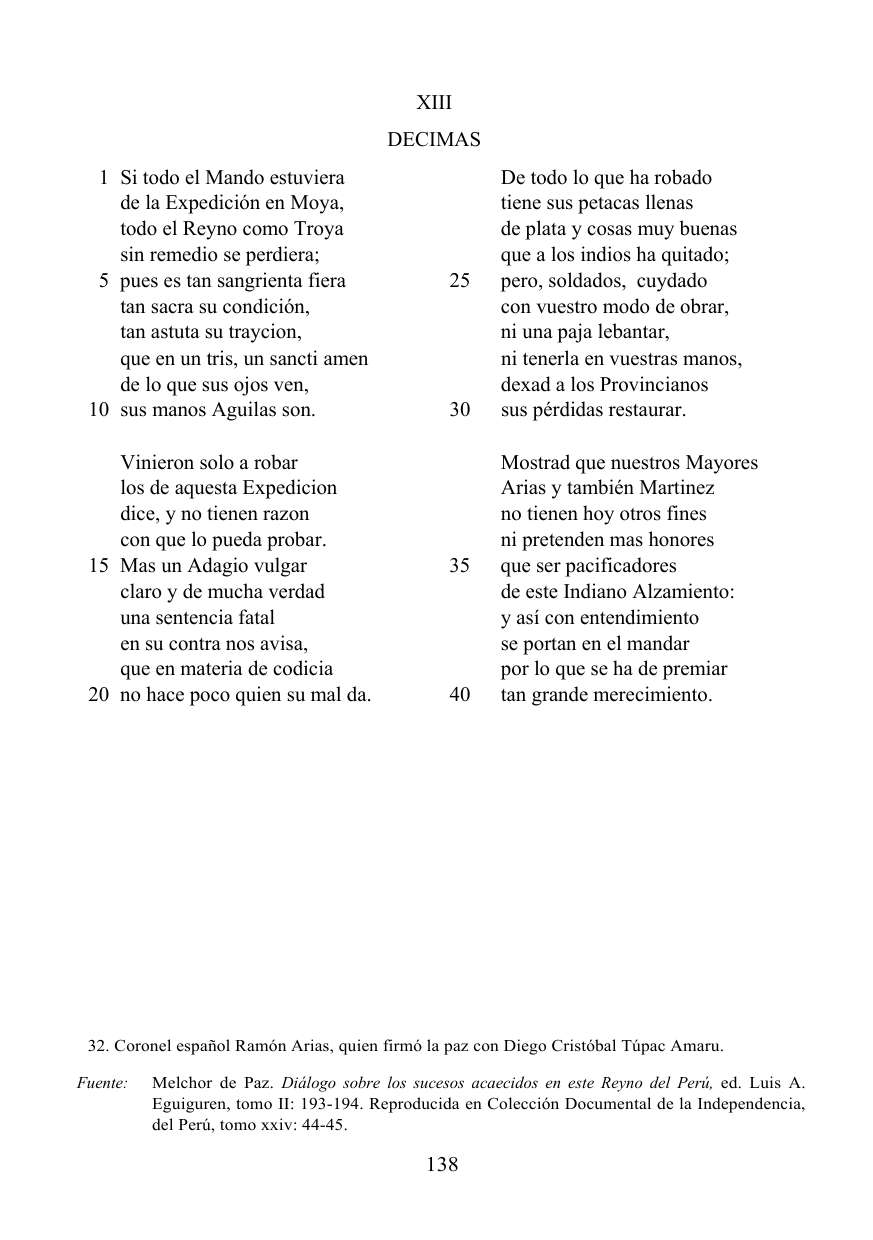 XIII
DECIMAS
1 Si todo el Mando estuviera
de la Expedición en Moya,
todo el Reyno como Troya
sin remedio se perdiera;
5 pues es tan sangrienta fiera
tan sacra su condición,
tan astuta su traycion,
que en un tris, un sancti amen
de lo que sus ojos ven,
10 sus manos Aguilas son.
Vinieron solo a robar
los de aquesta Expedicion
dice, y no tienen razon
con que lo pueda probar.
15 Mas un Adagio vulgar
claro y de mucha verdad
una sentencia fatal
en su contra nos avisa,
que en materia de codicia
20 no hace poco quien su mal da.
De todo lo que ha robado
tiene sus petacas llenas
de plata y cosas muy buenas
que a los indios ha quitado;
25 pero, soldados, cuydado
con vuestro modo de obrar,
ni una paja lebantar,
ni tenerla en vuestras manos,
dexad a los Provincianos
30 sus pérdidas restaurar.
Mostrad que nuestros Mayores
Arias y también Martinez
no tienen hoy otros fines
ni pretenden mas honores
35 que ser pacificadores
de este Indiano Alzamiento:
y así con entendimiento
se portan en el mandar
por lo que se ha de premiar
40 tan grande merecimiento.
32. Coronel español Ramón Arias, quien firmó la paz con Diego Cristóbal Túpac Amaru.
Fuente: Melchor de Paz. Diálogo sobre los sucesos acaecidos en este Reyno del Perú, ed. Luis A.
Eguiguren, tomo II: 193-194. Reproducida en Colección Documental de la Independencia,
del Perú, tomo xxiv: 44-45.
138